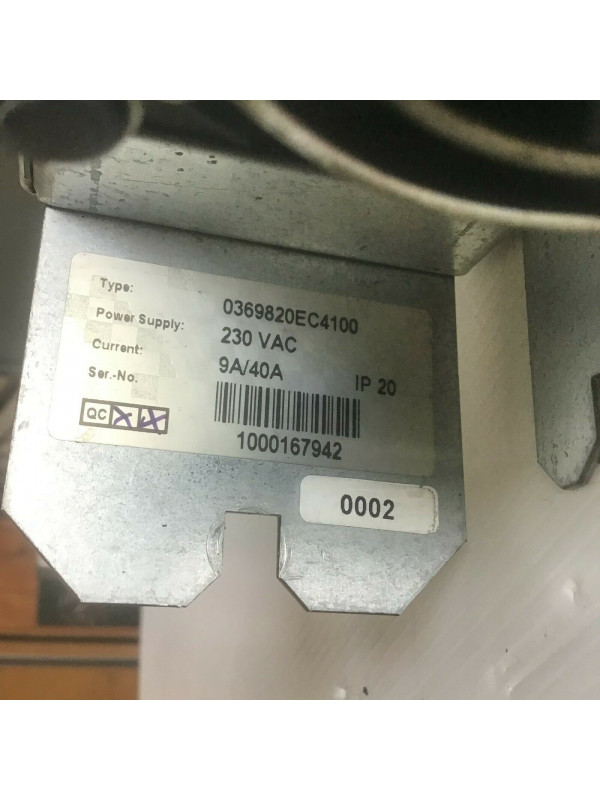 Type: 0369820EC4100
Power Supply: 230 VAC
Current: 9A/40A IP 20
Ser.-No.
QC
1000167942
0002